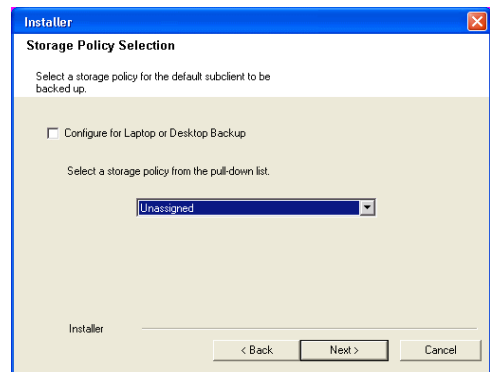 Installer
Storage Policy Selection
Select a storage policy for the default subclient to be
backed up.
Configure for Laptop or Desktop Backup
Select a storage policy from the pull-down list.
Unassigned
Installer
< Back Next > Cancel